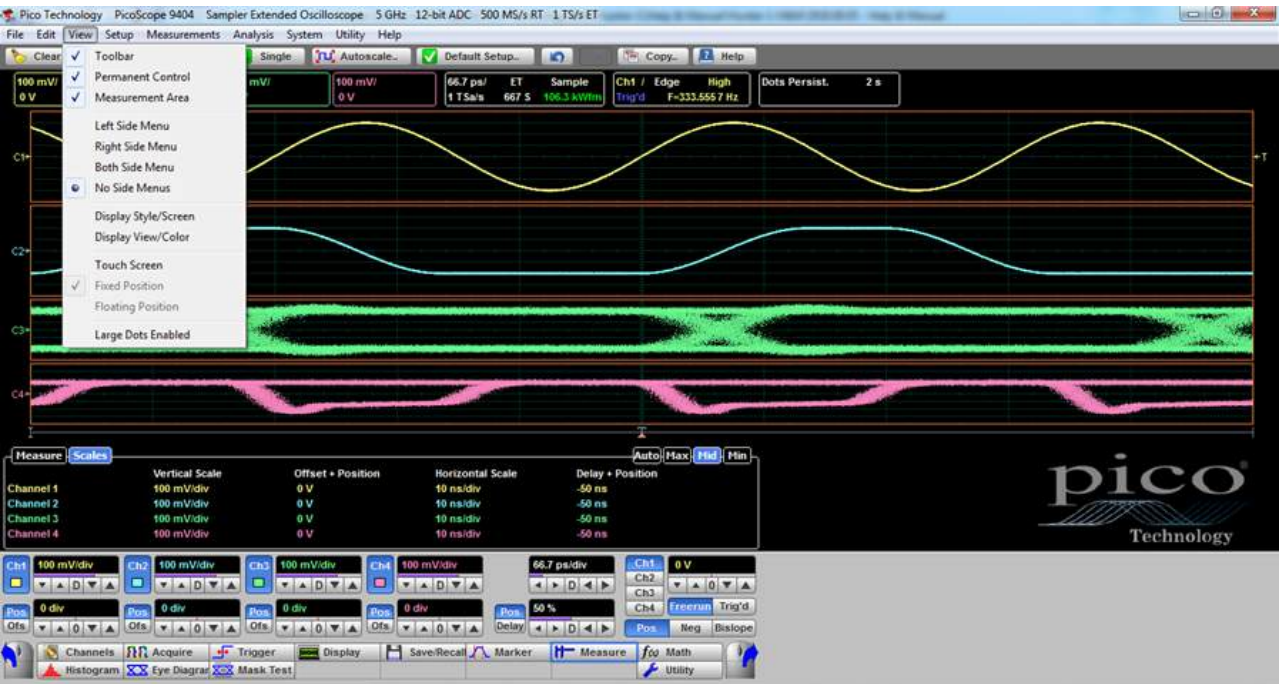 Pico Technology PicoScope 9404 Sampler Extended Oscilloscope 5 GHz 12-bit ADC 500 MS/s RT 1 TS/s ET
File Edit View Setup Measurements Analysis System Utility Help
Clear Single Autoscale... Default Setup... Copy... Help
Toolbar
Permanent Control
Measurement Area
Left Side Menu
Right Side Menu
Both Side Menu
No Side Menus
Display Style/Screen
Display View/Color
Touch Screen
Fixed Position
Floating Position
Large Dots Enabled
100 mV/ mV/ 100 mV/ 66.7 ps/ ET Sample Ch1 / Edge High Dots Persist. 2 s
0 V 0 V 1 TSa/s 667 S 106.3 kWfm Trig'd F=333.555 7 Hz
C1
T
C2
C3
C4
T
Measure Scales Auto Max Mid Min
Vertical Scale Offset + Position Horizontal Scale Delay + Position
Channel 1 100 mV/div 0 V 10 ns/div -50 ns
Channel 2 100 mV/div 0 V 10 ns/div -50 ns
Channel 3 100 mV/div 0 V 10 ns/div -50 ns
Channel 4 100 mV/div 0 V 10 ns/div -50 ns
pico
Technology
Ch1 100 mV/div Ch2 100 mV/div Ch3 100 mV/div Ch4 100 mV/div 66.7 ps/div Ch1 0 V
D D D D D Ch2 0
Ch3
Pos 0 div Pos 0 div Pos 0 div Pos 0 div Pos 50 % Ch4 Freerun Trig'd
Ofs 0 Ofs 0 Ofs 0 Ofs 0 Delay D Pos Neg Bislope
Channels Acquire Trigger Display Save/Recall Marker Measure fω Math
Histogram Eye Diagram Mask Test Utility